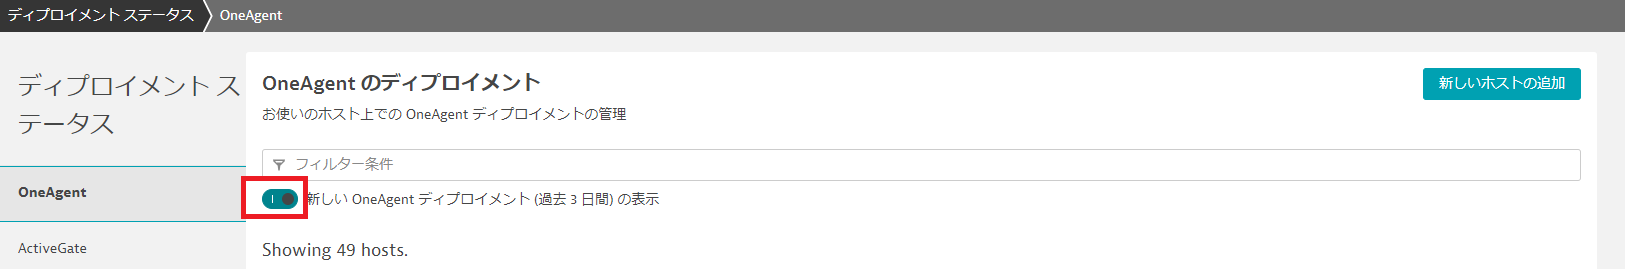 ディプロイメント ステータス
OneAgent
ディプロイメント ス
テータス
OneAgent
ActiveGate
OneAgent のディプロイメント
新しいホストの追加
お使いのホスト上での OneAgent ディプロイメントの管理
フィルター条件
新しい OneAgent ディプロイメント (過去 3 日間) の表示
Showing 49 hosts.